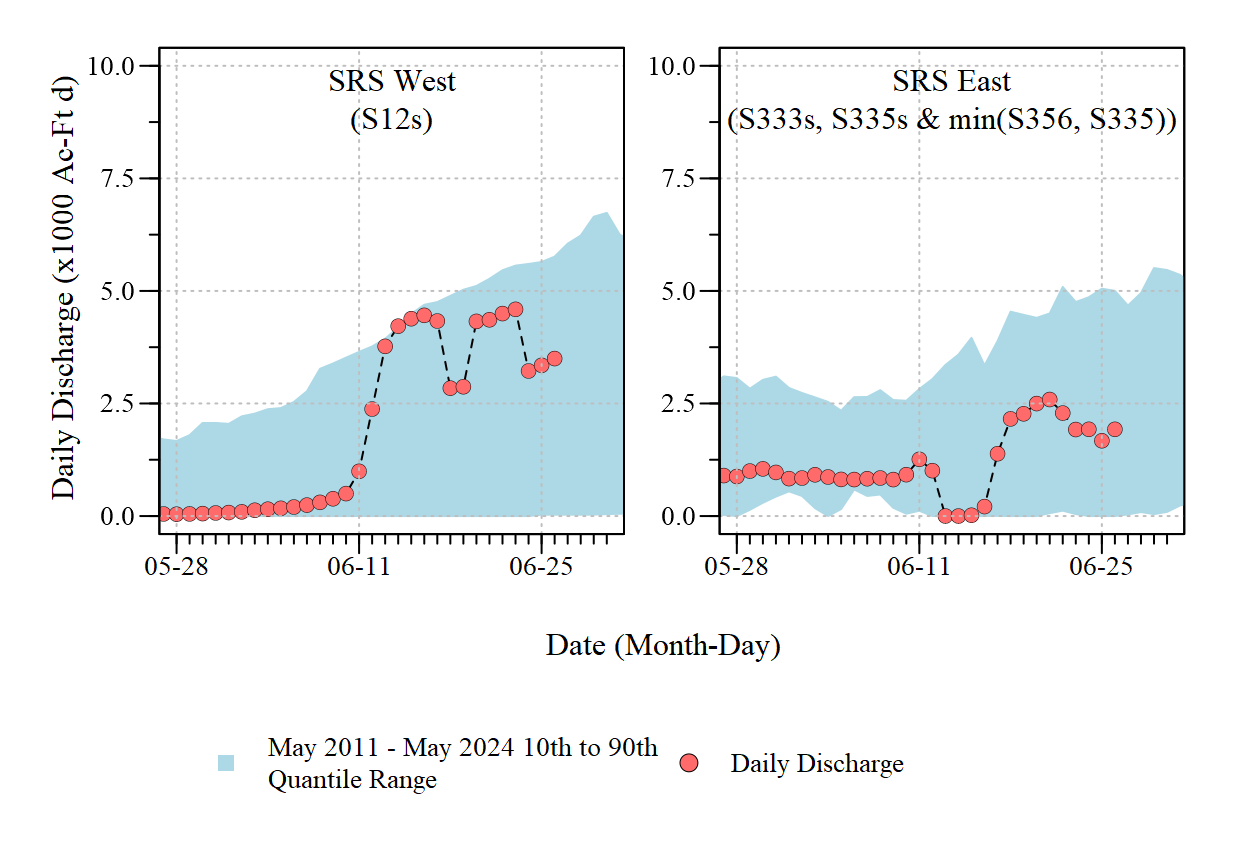 SRS West
(S12s)
SRS East
(S333s, S335s & min(S356, S335))
Daily Discharge (x1000 Ac-Ft d)
10.0
7.5
5.0
2.5
0.0
05-28
06-11
06-25
10.0
7.5
5.0
2.5
0.0
05-28
06-11
06-25
Date (Month-Day)
May 2011 - May 2024 10th to 90th
Quantile Range
Daily Discharge